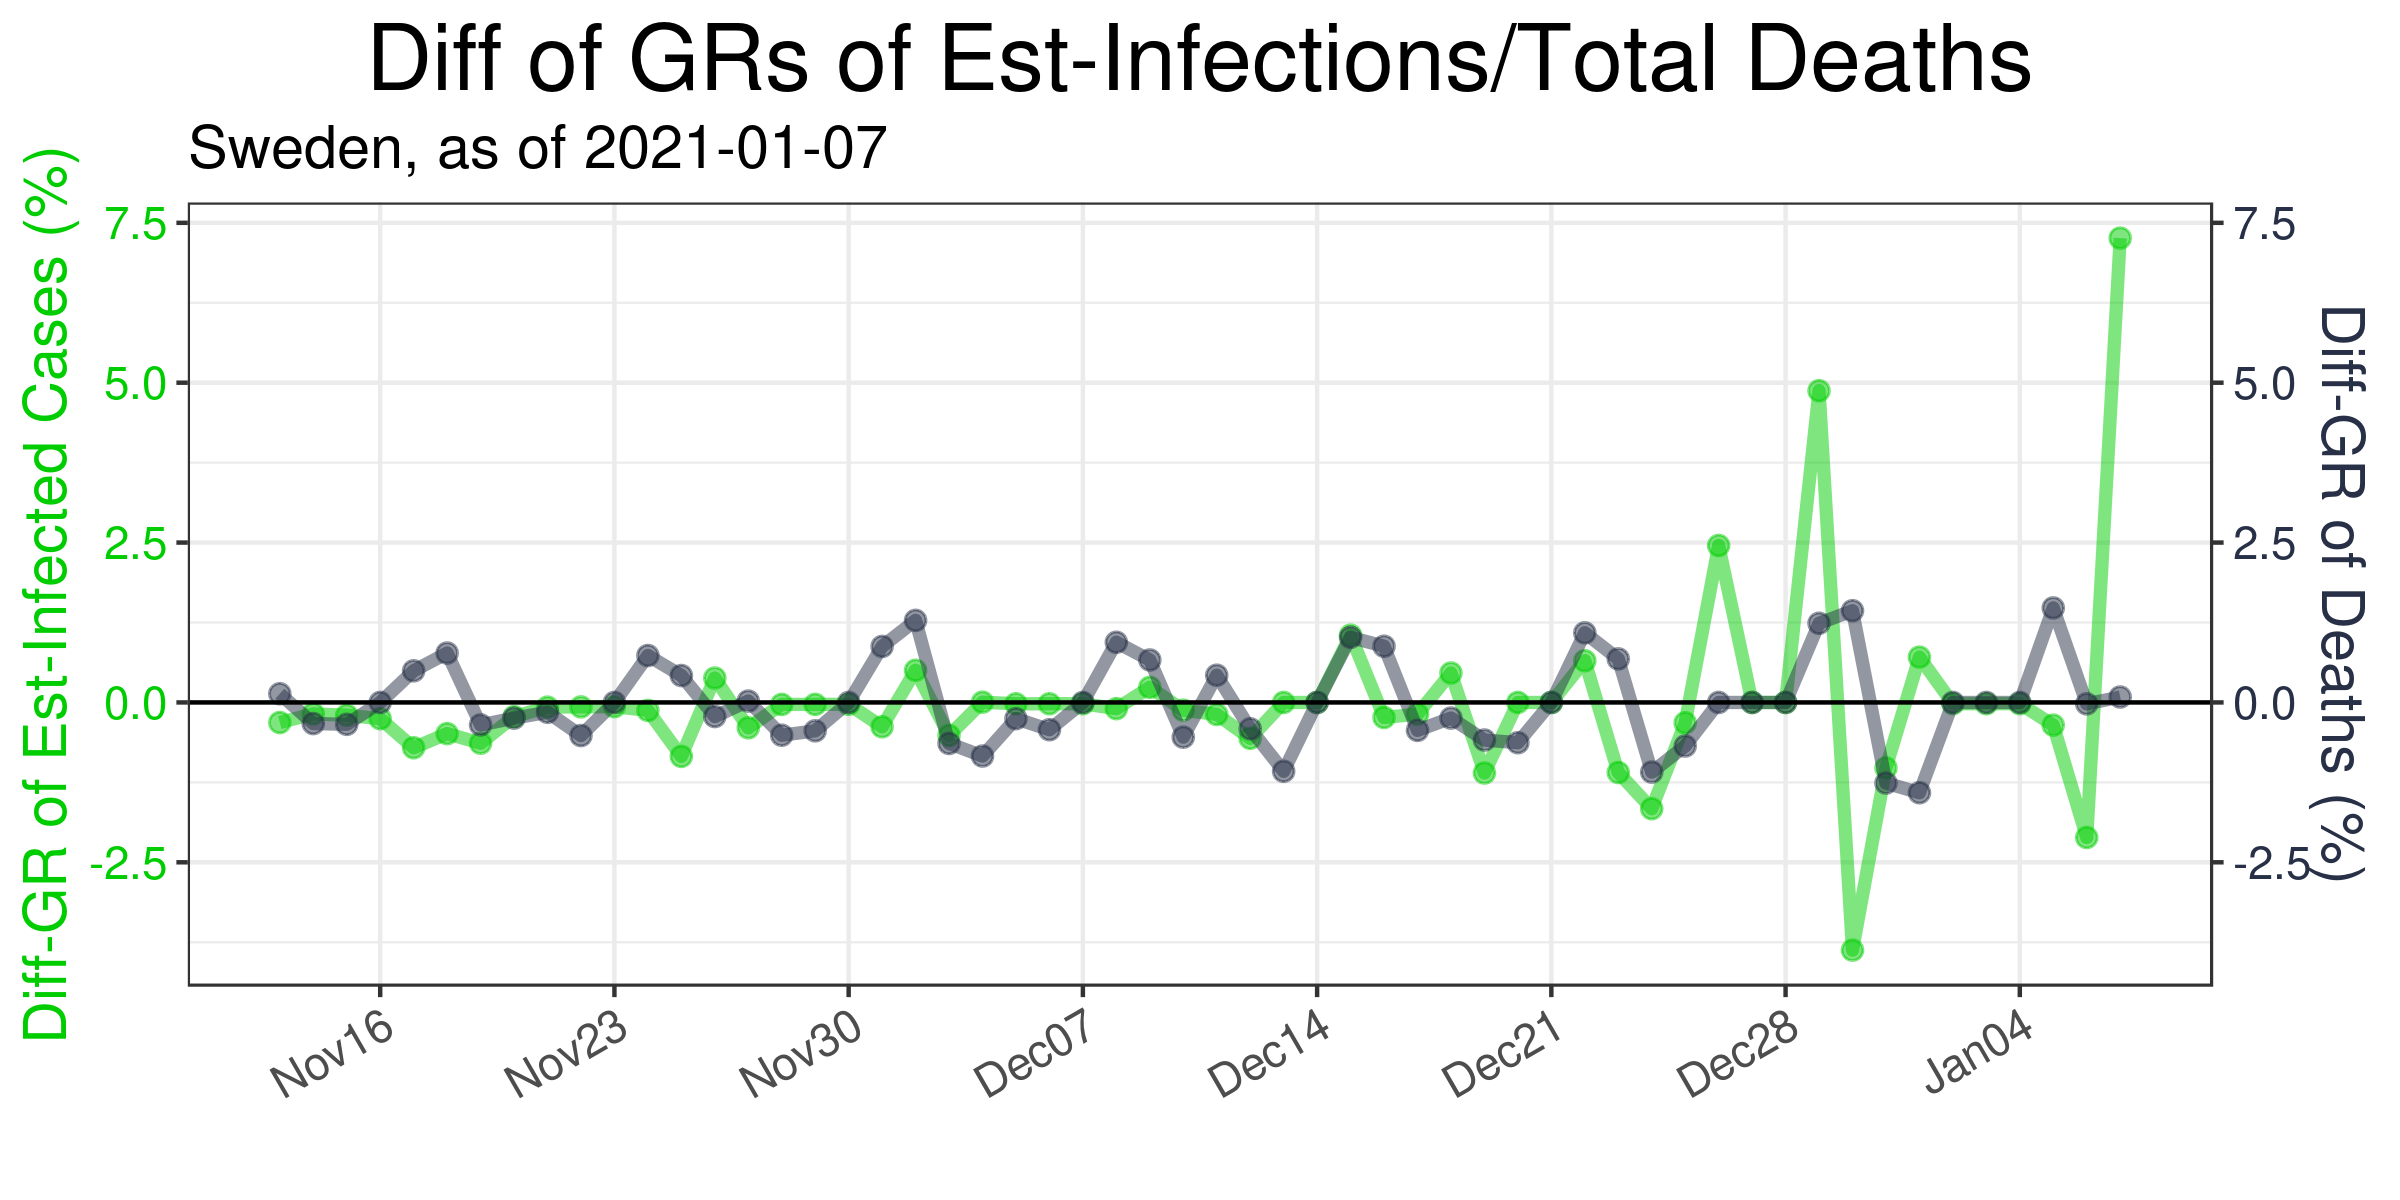 Diff of GRs of Est-Infections/Total Deaths
Sweden, as of 2021-01-07
Diff-GR of Est-Infected Cases (%)
7.5
5.0
2.5
0.0
-2.5
7.5
5.0
2.5
0.0
-2.5
Diff-GR of Deaths (%)
Nov16 Nov23 Nov30 Dec07 Dec14 Dec21 Dec28 Jan04